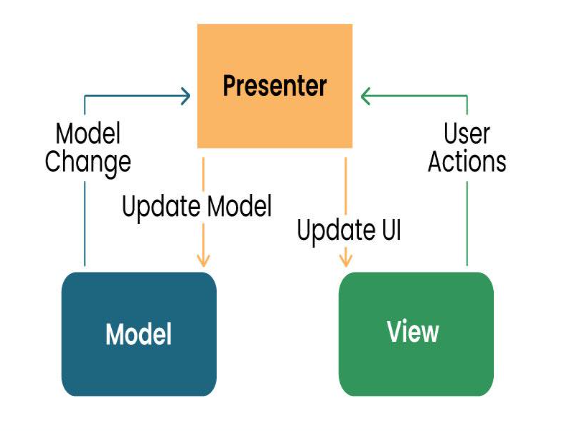 Presenter
Model
Change
User
Actions
Update Model
Update UI
Model
View